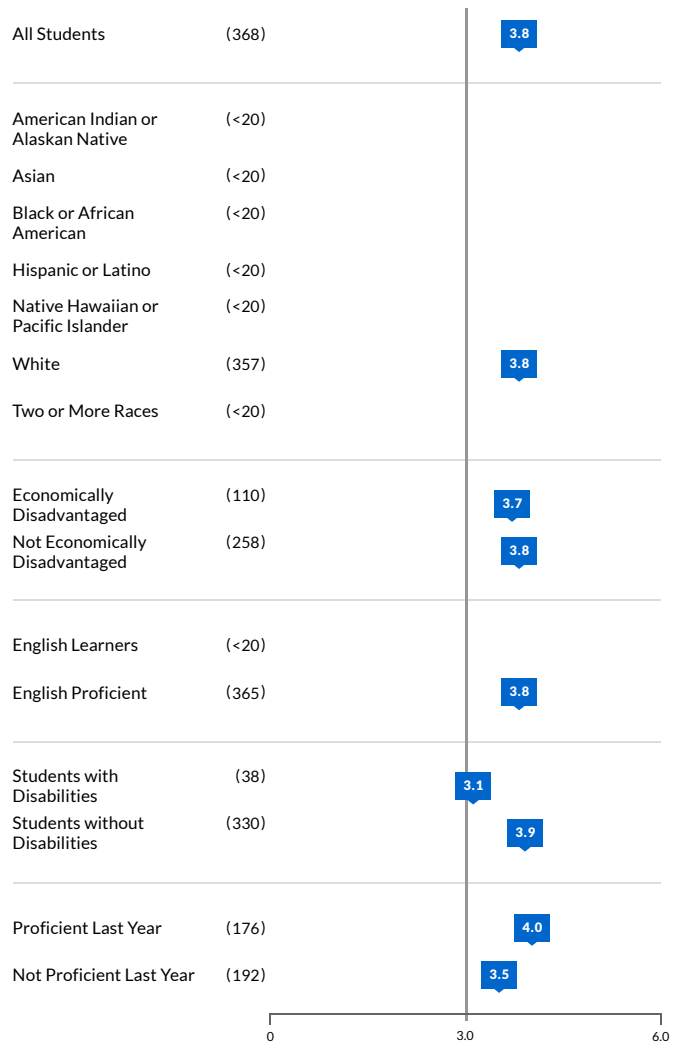 All Students (368) 3.8
American Indian or (<20)
Alaskan Native
Asian (<20)
Black or African (<20)
American
Hispanic or Latino (<20)
Native Hawaiian or (<20)
Pacific Islander
White (357) 3.8
Two or More Races (<20)
Economically (110) 3.7
Disadvantaged
Not Economically (258) 3.8
Disadvantaged
English Learners (<20)
English Proficient (365) 3.8
Students with (38) 3.1
Disabilities
Students without (330) 3.9
Disabilities
Proficient Last Year (176) 4.0
Not Proficient Last Year (192) 3.5
0 3.0 6.0